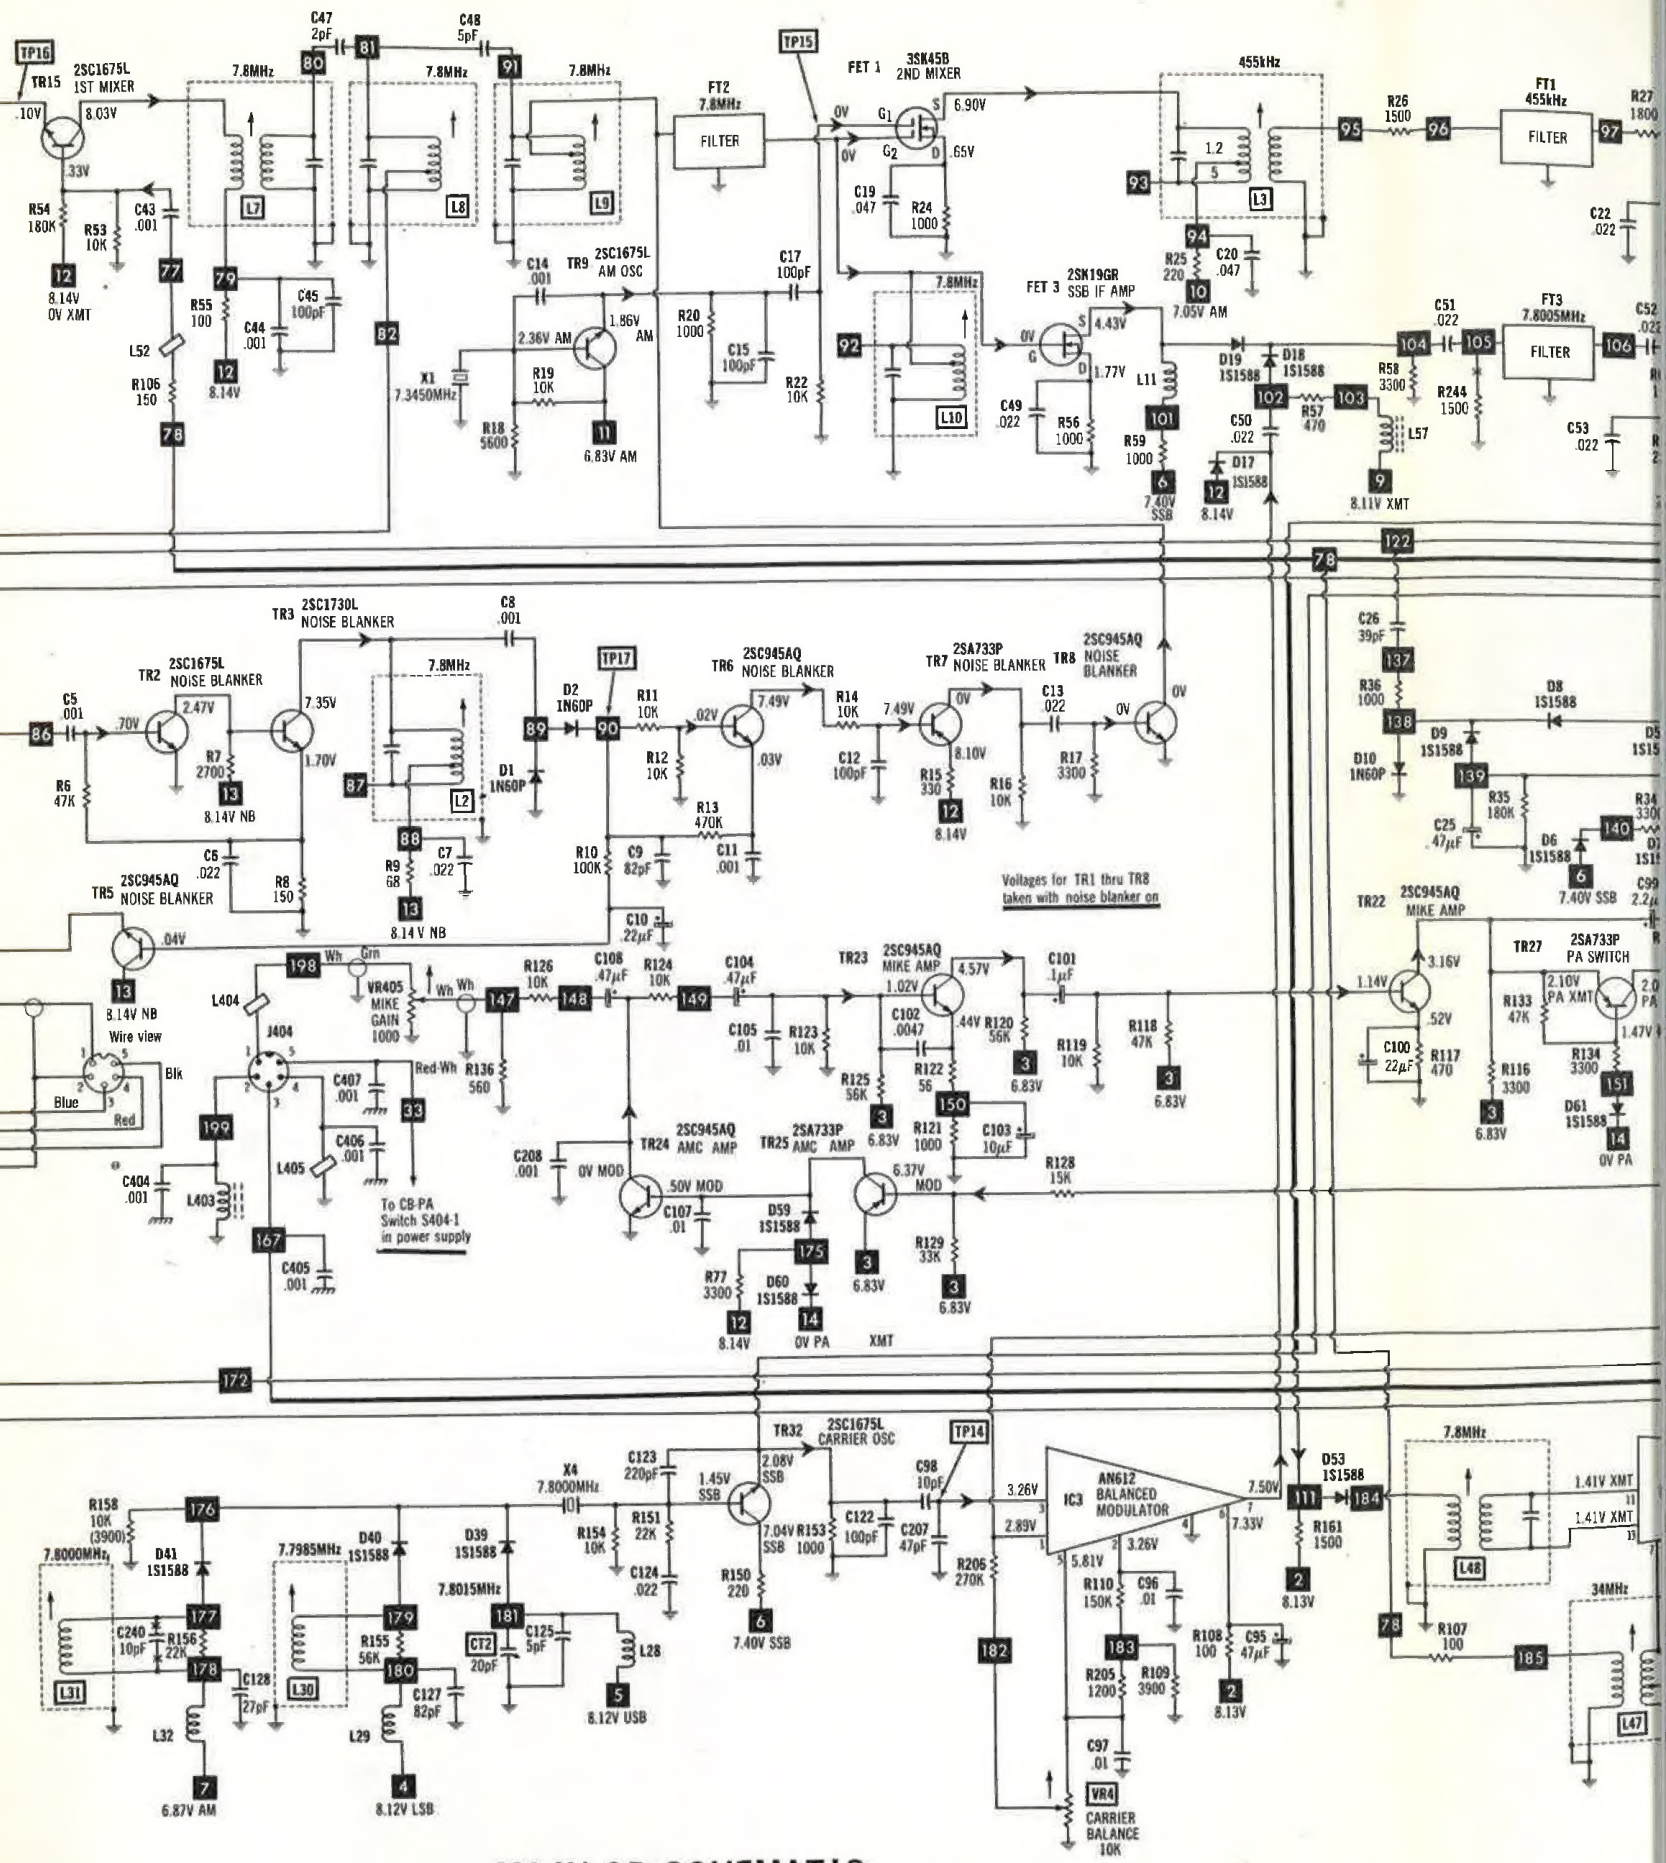 TP16
TR15
2SC1675L
1ST MIXER
.10V
8.03V
.33V
R54
180K
R53
10K
C43
.001
12
8.14V
0V XMT
77
L52
R106
150
78
7.8MHz
L7
79
R55
100
C44
.001
C45
100pF
12
8.14V
C47
2pF
80
81
7.8MHz
L8
82
C48
5pF
91
7.8MHz
L9
FT2
7.8MHz
FILTER
TP15
FET 1
3SK45B
2ND MIXER
0V
G1
S
6.90V
G2
0V
D
.65V
C19
.047
R24
1000
455kHz
1.2
5
93
L3
94
R25
220
C20
.047
10
7.05V AM
95
R26
1500
96
FT1
455kHz
FILTER
97
R27
1800
C22
.022
C14
.001
TR9
2SC1675L
AM OSC
1.86V
AM
2.36V AM
X1
7.3450MHz
R19
10K
R18
5600
11
6.83V AM
R20
1000
C15
100pF
C17
100pF
R22
10K
92
7.8MHz
L10
FET 3
2SK19GR
SSB IF AMP
0V
G
S
4.43V
D
1.77V
C49
.022
R56
1000
L11
101
R59
1000
6
7.40V
SSB
D19
1S1588
D18
1S1588
102
R57
470
103
C50
.022
D17
1S1588
12
8.14V
L57
9
8.11V XMT
104
R58
3300
C51
.022
105
R244
1500
FT3
7.8005MHz
FILTER
106
C52
C53
.022
122
78
TR3
2SC1730L
NOISE BLANKER
TR2
2SC1675L
NOISE BLANKER
86
C5
.001
.70V
2.47V
R6
47K
R7
2700
13
8.14V NB
7.35V
1.70V
C6
.022
R8
150
7.8MHz
87
L2
88
R9
68
C7
.022
13
8.14V NB
C8
.001
89
D1
1N60P
D2
1N60P
TP17
90
R11
10K
R12
10K
.02V
TR6
2SC945AQ
NOISE BLANKER
7.49V
.03V
R13
470K
R10
100K
C9
82pF
C11
.001
C10
.22µF
R14
10K
C12
100pF
7.49V
TR7
2SA733P
NOISE BLANKER
0V
8.10V
R15
330
12
8.14V
R16
10K
C13
.022
R17
3300
0V
TR8
2SC945AQ
NOISE
BLANKER
0V
Voltages for TR1 thru TR8
taken with noise blanker on
C26
39pF
137
R36
1000
138
D10
1N60P
D9
1S1588
D8
1S1588
139
C25
.47µF
R35
180K
D6
1S1588
140
R34
6
7.40V SSB
C99
TR5
2SC945AQ
NOISE BLANKER
.04V
13
8.14V NB
Wire view
1
5
2
4
3
Blk
Blue
Red
198
Wh
Grn
L404
J404
1
5
2
4
3
VR405
MIKE
GAIN
1000
Wh
Wh
Red-Wh
C407
.001
33
C406
.001
L405
199
C404
.001
L403
167
C405
.001
To CB-PA
Switch S404-1
in power supply
147
R126
10K
148
R136
560
C108
.47µF
R124
10K
149
C104
.47µF
C105
.01
R123
10K
TR23
2SC945AQ
MIKE AMP
1.02V
4.57V
.44V
C102
.0047
R125
56K
3
6.83V
R122
56
150
R121
1000
C103
10µF
R120
56K
3
6.83V
C101
.1µF
R119
10K
R118
47K
3
6.83V
TR22
2SC945AQ
MIKE AMP
1.14V
3.16V
.52V
C100
22µF
R117
470
R116
3300
3
6.83V
TR27
2SA733P
PA SWITCH
2.10V
PA XMT
1.47V
R133
47K
R134
3300
151
D61
1S1588
14
0V PA
C208
.001
TR24
2SC945AQ
AMC AMP
0V MOD
.50V MOD
C107
.01
TR25
2SA733P
AMC AMP
6.37V
MOD
R128
15K
R129
33K
3
6.83V
3
6.83V
D59
1S1588
175
D60
1S1588
14
0V PA
XMT
R77
3300
12
8.14V
172
TR32
2SC1675L
CARRIER OSC
C123
220pF
2.08V
SSB
1.45V
SSB
7.04V
SSB
X4
7.8000MHz
R154
10K
R151
22K
C124
.022
R150
220
6
7.40V SSB
R153
1000
C122
100pF
C98
10pF
TP14
C207
47pF
R206
270K
3.26V
3
2.89V
1
AN612
BALANCED
MODULATOR
IC3
7.50V
7
6
7.33V
4
2
3.26V
5
5.81V
R110
150K
C96
.01
183
R205
1200
R109
3900
C97
.01
182
VR4
CARRIER
BALANCE
10K
R108
100
C95
47µF
2
8.13V
D53
1S1588
111
184
R161
1500
2
8.13V
7.8MHz
1.41V XMT
11
1.41V XMT
13
L48
34MHz
78
R107
100
185
L47
R158
10K
(3900)
176
7.8000MHz
D41
1S1588
177
C240
10pF
R156
22K
178
C128
27pF
L31
L32
7
6.87V AM
7.7985MHz
D40
1S1588
179
R155
56K
180
C127
82pF
L30
L29
4
8.12V LSB
D39
1S1588
7.8015MHz
181
CT2
20pF
C125
5pF
L28
5
8.12V USB